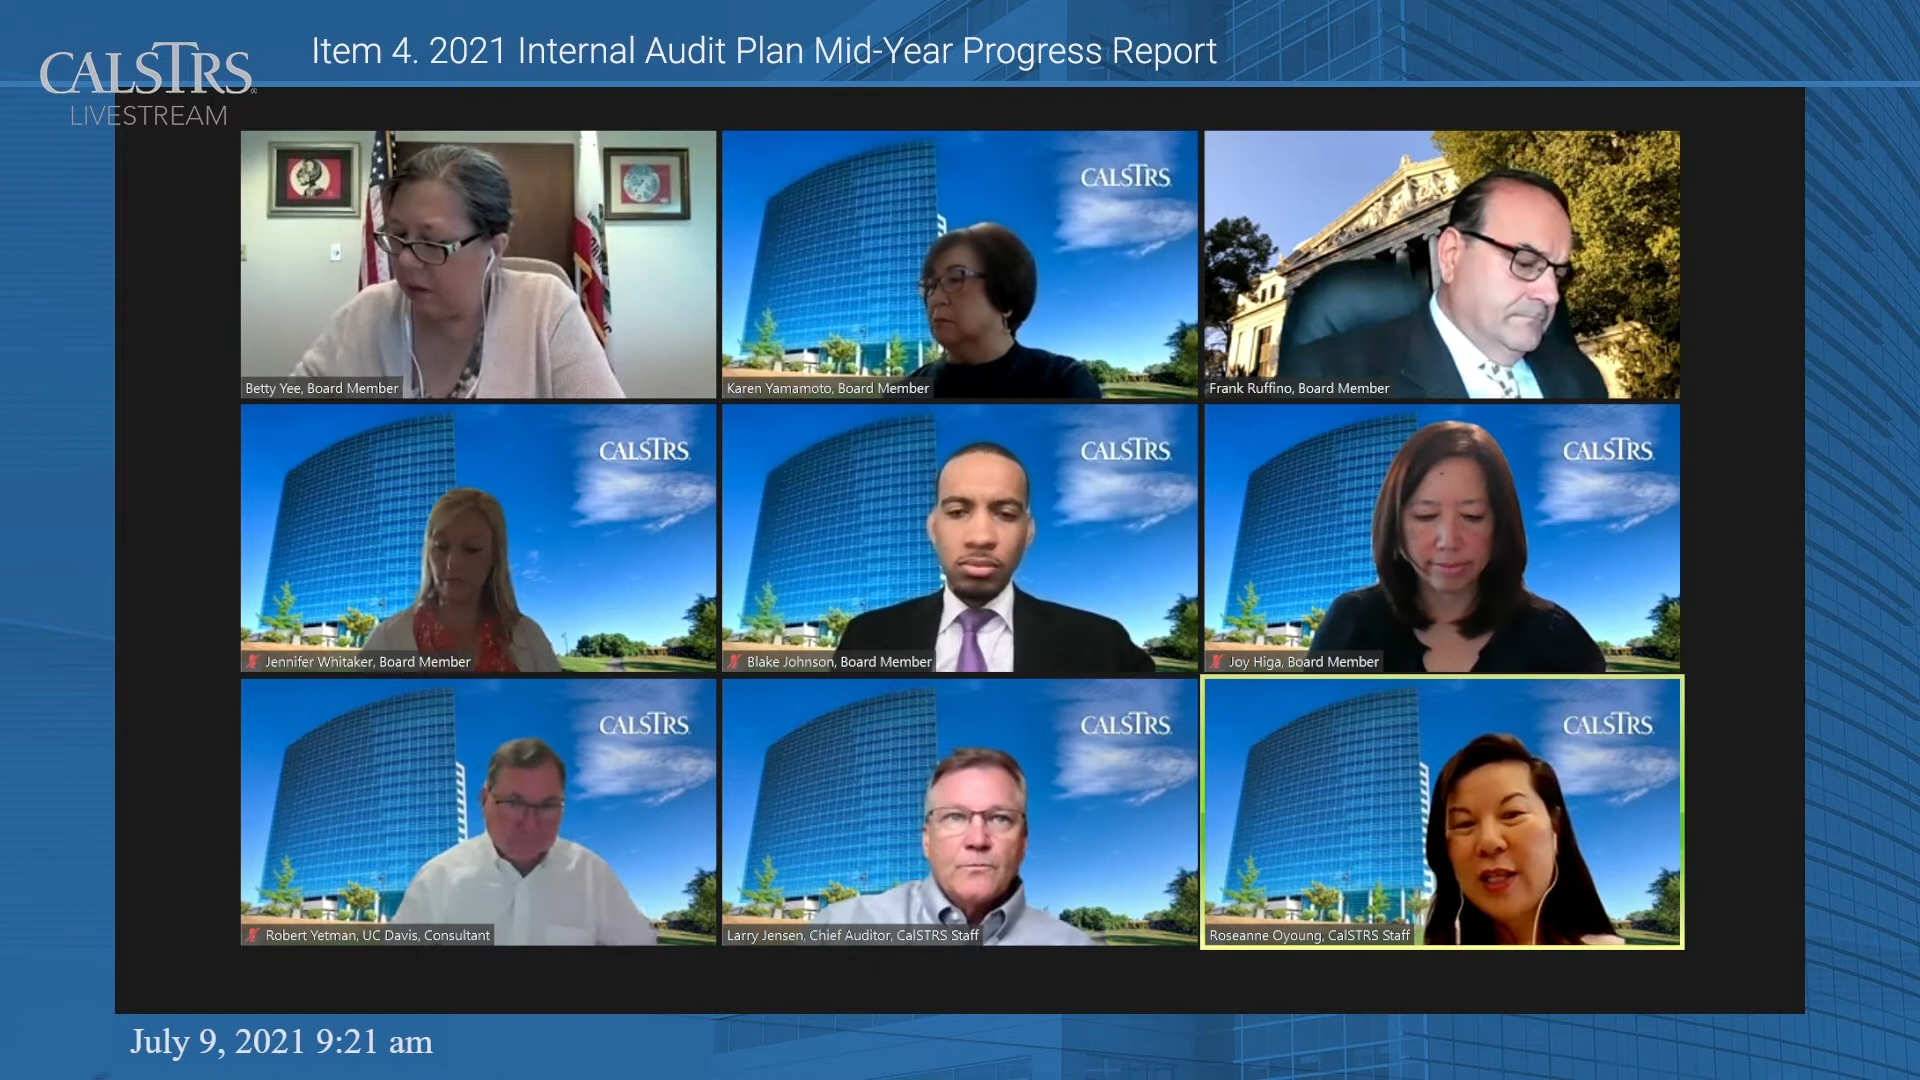 Item 4. 2021 Internal Audit Plan Mid-Year Progress Report
CALSTRS®
LIVESTREAM
CALSTRS
Betty Yee, Board Member
Karen Yamamoto, Board Member
Frank Ruffino, Board Member
CALSTRS
CALSTRS
CALSTRS
Jennifer Whitaker, Board Member
Blake Johnson, Board Member
Joy Higa, Board Member
CALSTRS
CALSTRS
CALSTRS
Robert Yetman, UC Davis, Consultant
Larry Jensen, Chief Auditor, CalSTRS Staff
Roseanne Oyoung, CalSTRS Staff
July 9, 2021 9:21 am